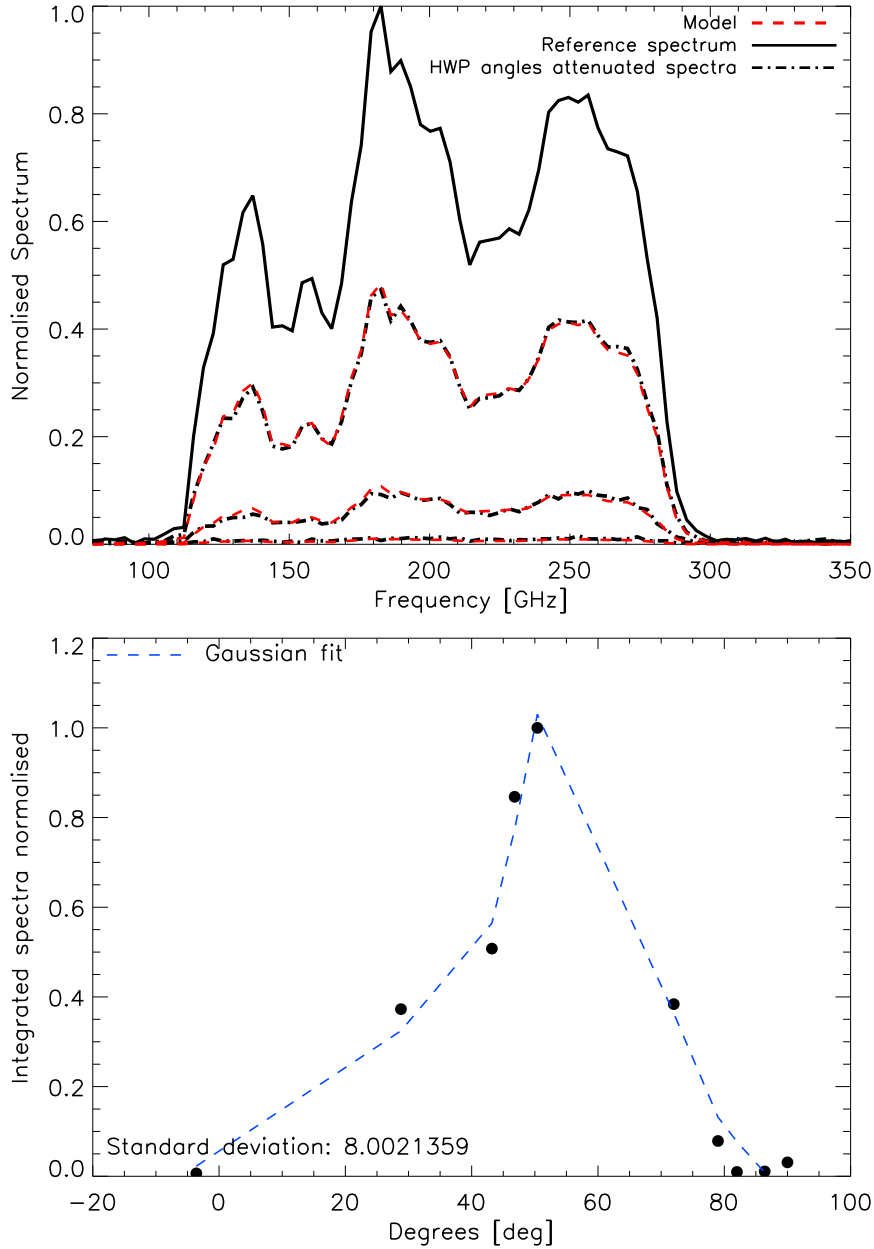 1.0
0.8
0.6
0.4
0.2
0.0
Normalised Spectrum
Model
Reference spectrum
HWP angles attenuated spectra
100 150 200 250 300 350
Frequency [GHz]
1.2
1.0
0.8
0.6
0.4
0.2
0.0
Integrated spectra normalised
Gaussian fit
Standard deviation: 8.0021359
−20 0 20 40 60 80 100
Degrees [deg]